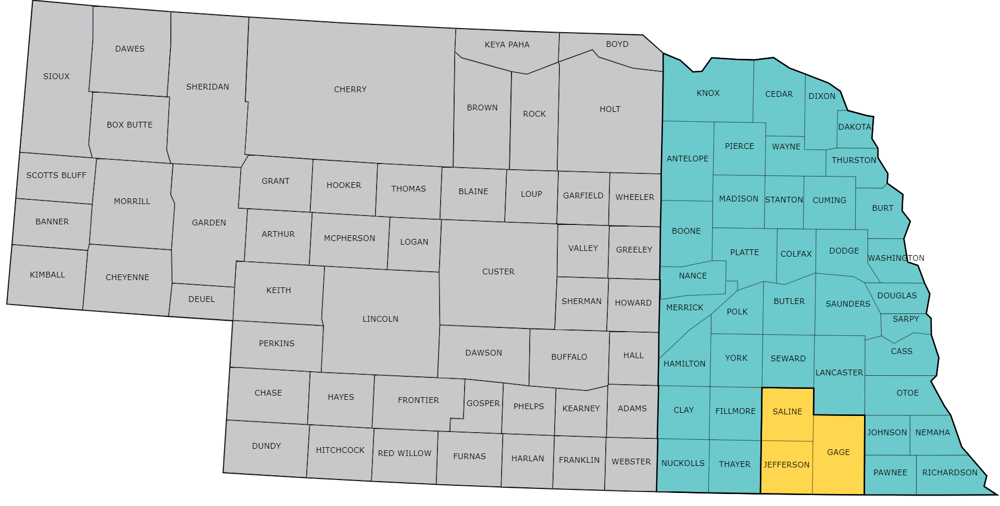 KEYA PAHA
BOYD
DAWES
SIOUX
SHERIDAN
CHERRY
KNOX
CEDAR
DIXON
BROWN
ROCK
HOLT
BOX BUTTE
DAKOTA
ANTELOPE
PIERCE
WAYNE
THURSTON
SCOTTS BLUFF
MORRILL
GRANT
HOOKER
THOMAS
BLAINE
LOUP
GARFIELD
WHEELER
MADISON
STANTON
CUMING
BURT
BANNER
GARDEN
ARTHUR
MCPHERSON
LOGAN
BOONE
VALLEY
GREELEY
PLATTE
COLFAX
DODGE
WASHINGTON
KIMBALL
CHEYENNE
CUSTER
NANCE
KEITH
DEUEL
SHERMAN
HOWARD
MERRICK
POLK
BUTLER
SAUNDERS
DOUGLAS
SARPY
LINCOLN
PERKINS
DAWSON
BUFFALO
HALL
HAMILTON
YORK
SEWARD
LANCASTER
CASS
CHASE
HAYES
FRONTIER
GOSPER
PHELPS
KEARNEY
ADAMS
CLAY
FILLMORE
SALINE
OTOE
JOHNSON
NEMAHA
DUNDY
HITCHCOCK
RED WILLOW
FURNAS
HARLAN
FRANKLIN
WEBSTER
NUCKOLLS
THAYER
JEFFERSON
GAGE
PAWNEE
RICHARDSON